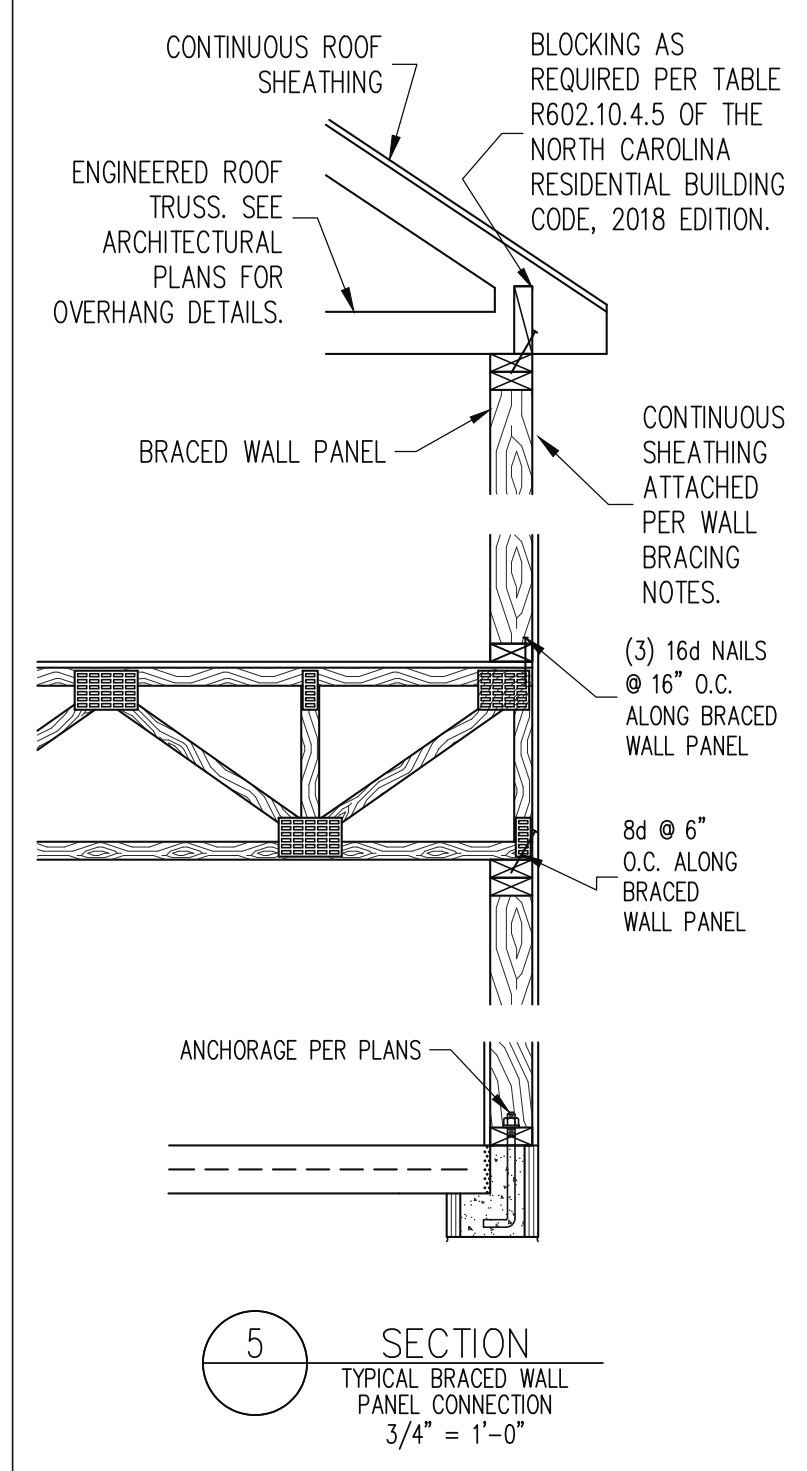 CONTINUOUS ROOF
SHEATHING
BLOCKING AS
REQUIRED PER TABLE
R602.10.4.5 OF THE
NORTH CAROLINA
RESIDENTIAL BUILDING
CODE, 2018 EDITION.
ENGINEERED ROOF
TRUSS. SEE
ARCHITECTURAL
PLANS FOR
OVERHANG DETAILS.
BRACED WALL PANEL
CONTINUOUS
SHEATHING
ATTACHED
PER WALL
BRACING
NOTES.
(3) 16d NAILS
@ 16" O.C.
ALONG BRACED
WALL PANEL
8d @ 6"
O.C. ALONG
BRACED
WALL PANEL
ANCHORAGE PER PLANS
5
SECTION
TYPICAL BRACED WALL
PANEL CONNECTION
3/4" = 1'-0"